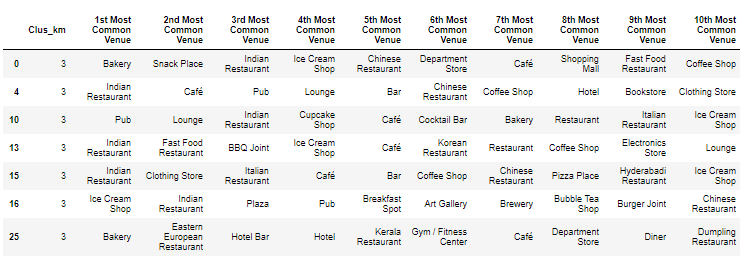 Clus_km 1st Most Common Venue 2nd Most Common Venue 3rd Most Common Venue 4th Most Common Venue 5th Most Common Venue 6th Most Common Venue 7th Most Common Venue 8th Most Common Venue 9th Most Common Venue 10th Most Common Venue
0 3 Bakery Snack Place Indian Restaurant Ice Cream Shop Chinese Restaurant Department Store Café Shopping Mall Fast Food Restaurant Coffee Shop
4 3 Indian Restaurant Café Pub Lounge Bar Chinese Restaurant Coffee Shop Hotel Bookstore Clothing Store
10 3 Pub Lounge Indian Restaurant Cupcake Shop Café Cocktail Bar Bakery Restaurant Italian Restaurant Ice Cream Shop
13 3 Indian Restaurant Fast Food Restaurant BBQ Joint Ice Cream Shop Café Korean Restaurant Restaurant Coffee Shop Electronics Store Lounge
15 3 Indian Restaurant Clothing Store Italian Restaurant Café Bar Coffee Shop Chinese Restaurant Pizza Place Hyderabadi Restaurant Ice Cream Shop
16 3 Ice Cream Shop Indian Restaurant Plaza Pub Breakfast Spot Art Gallery Brewery Bubble Tea Shop Burger Joint Chinese Restaurant
25 3 Bakery Eastern European Restaurant Hotel Bar Hotel Kerala Restaurant Gym / Fitness Center Café Department Store Diner Dumpling Restaurant